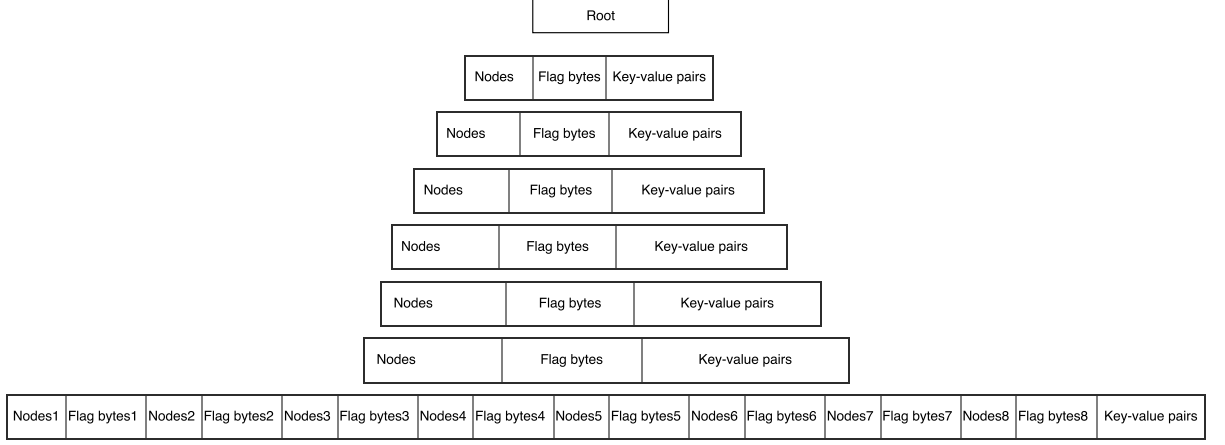 Root
Nodes Flag bytes Key-value pairs
Nodes Flag bytes Key-value pairs
Nodes Flag bytes Key-value pairs
Nodes Flag bytes Key-value pairs
Nodes Flag bytes Key-value pairs
Nodes Flag bytes Key-value pairs
Nodes1 Flag bytes1 Nodes2 Flag bytes2 Nodes3 Flag bytes3 Nodes4 Flag bytes4 Nodes5 Flag bytes5 Nodes6 Flag bytes6 Nodes7 Flag bytes7 Nodes8 Flag bytes8 Key-value pairs